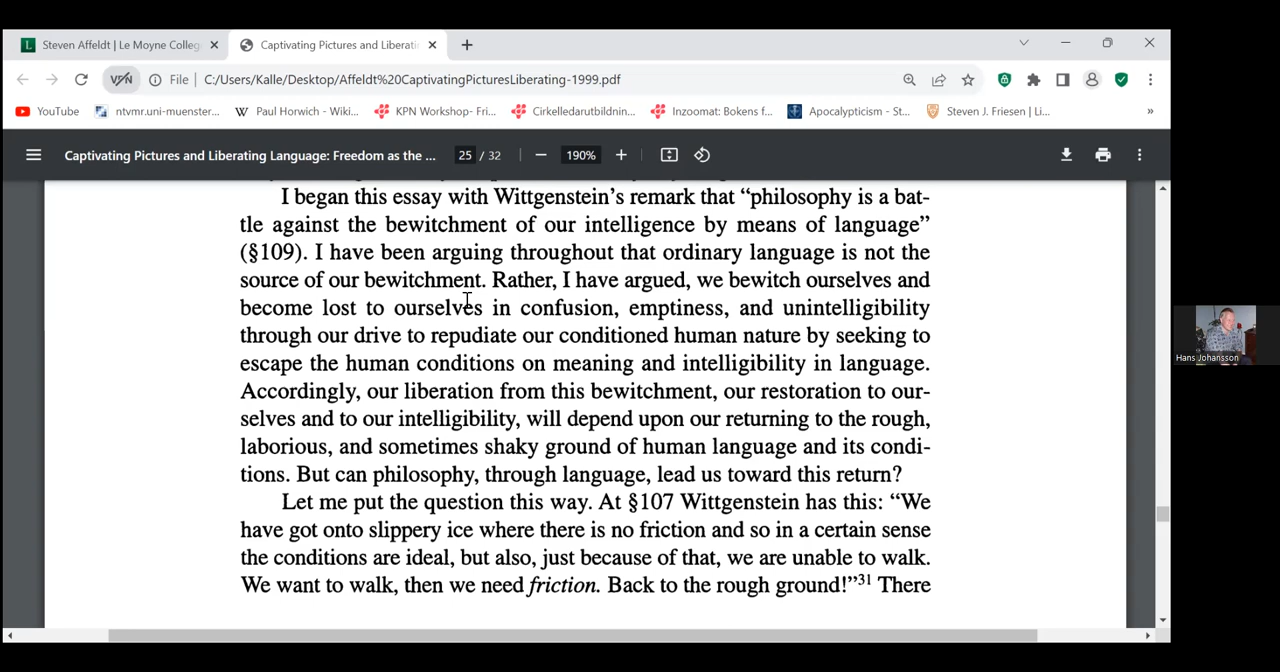 Steven Affeldt | Le Moyne Colleg
Captivating Pictures and Liberati
File
C:/Users/Kalle/Desktop/Affeldt%20CaptivatingPicturesLiberating-1999.pdf
YouTube
ntvmr.uni-muenster...
Paul Horwich - Wiki...
KPN Workshop- Fri...
Cirkelledarutbildnin...
Inzoomat: Bokens f...
Apocalypticism - St...
Steven J. Friesen | Li...
»
Captivating Pictures and Liberating Language: Freedom as the ...
25 / 32
190%
I began this essay with Wittgenstein’s remark that “philosophy is a bat-
tle against the bewitchment of our intelligence by means of language”
(§109). I have been arguing throughout that ordinary language is not the
source of our bewitchment. Rather, I have argued, we bewitch ourselves and
become lost to ourselves in confusion, emptiness, and unintelligibility
through our drive to repudiate our conditioned human nature by seeking to
escape the human conditions on meaning and intelligibility in language.
Accordingly, our liberation from this bewitchment, our restoration to our-
selves and to our intelligibility, will depend upon our returning to the rough,
laborious, and sometimes shaky ground of human language and its condi-
tions. But can philosophy, through language, lead us toward this return?
Let me put the question this way. At §107 Wittgenstein has this: “We
have got onto slippery ice where there is no friction and so in a certain sense
the conditions are ideal, but also, just because of that, we are unable to walk.
We want to walk, then we need friction. Back to the rough ground!”31 There
Hans Johansson